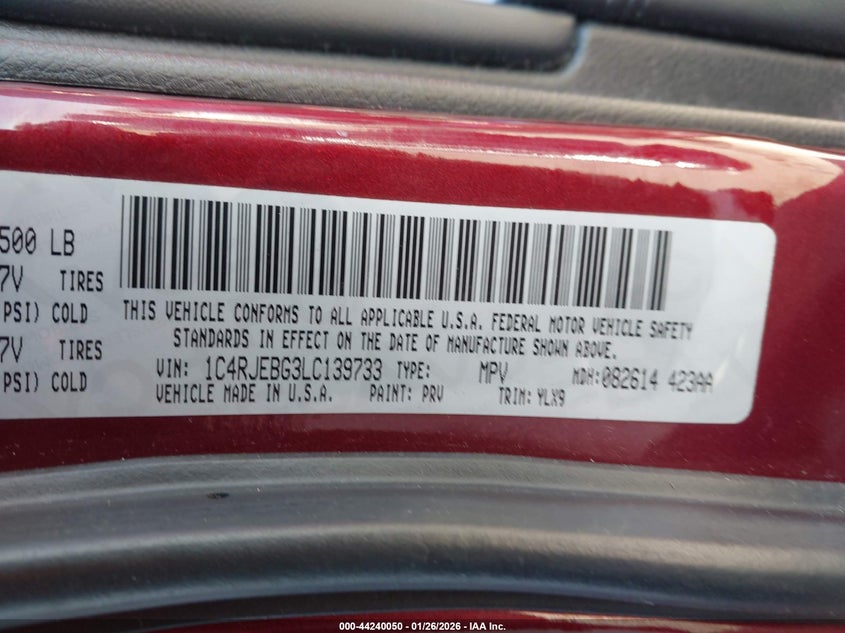 500 LB
7V TIRES
PSI) COLD
7V TIRES
PSI) COLD
THIS VEHICLE CONFORMS TO ALL APPLICABLE U.S.A. FEDERAL MOTOR VEHICLE SAFETY
STANDARDS IN EFFECT ON THE DATE OF MANUFACTURE SHOWN ABOVE.
VIN: 1C4RJEBG3LC139733 TYPE: MPV MDH:082614 423AA
VEHICLE MADE IN U.S.A. PAINT: PRV TRIM: YLX9
000-44240050 - 01/26/2026 - IAA Inc.